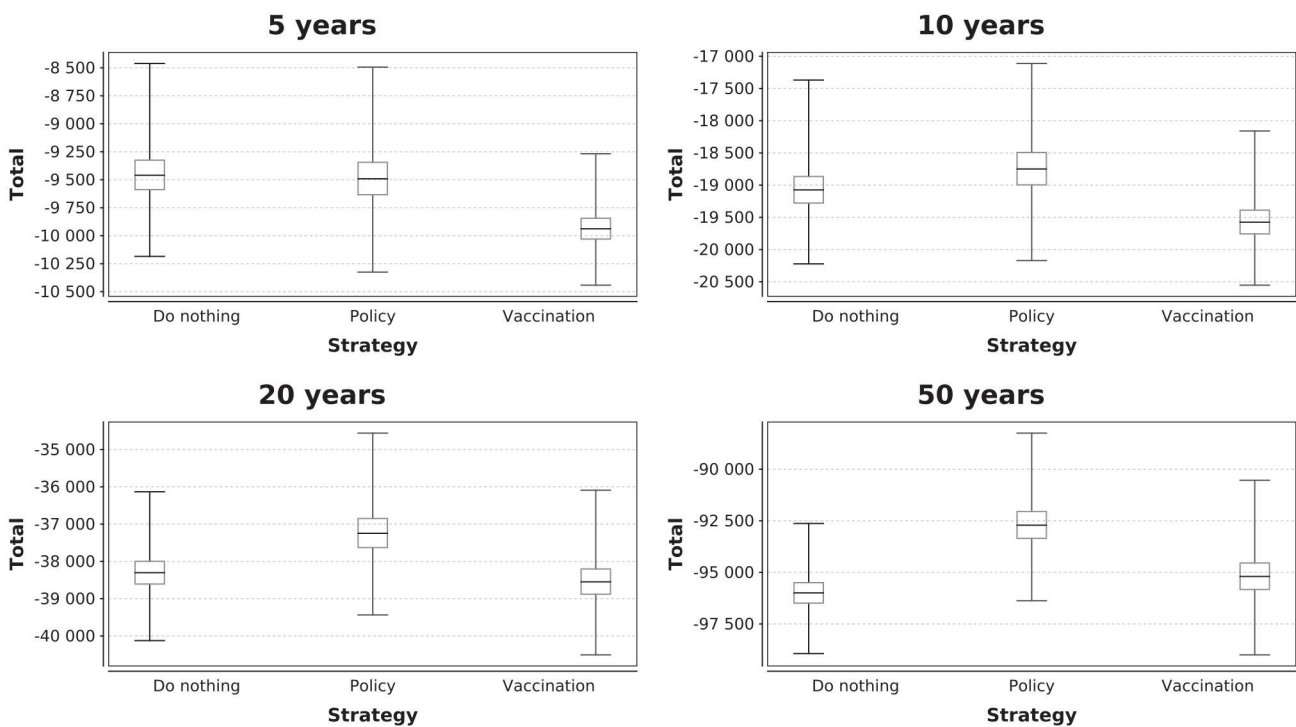 5 years
-8 500
-8 750
-9 000
-9 250
-9 500
-9 750
-10 000
-10 250
-10 500
Total
Do nothing Policy Vaccination
Strategy
10 years
-17 000
-17 500
-18 000
-18 500
-19 000
-19 500
-20 000
-20 500
Total
Do nothing Policy Vaccination
Strategy
20 years
-35 000
-36 000
-37 000
-38 000
-39 000
-40 000
Total
Do nothing Policy Vaccination
Strategy
50 years
-90 000
-92 500
-95 000
-97 500
Total
Do nothing Policy Vaccination
Strategy